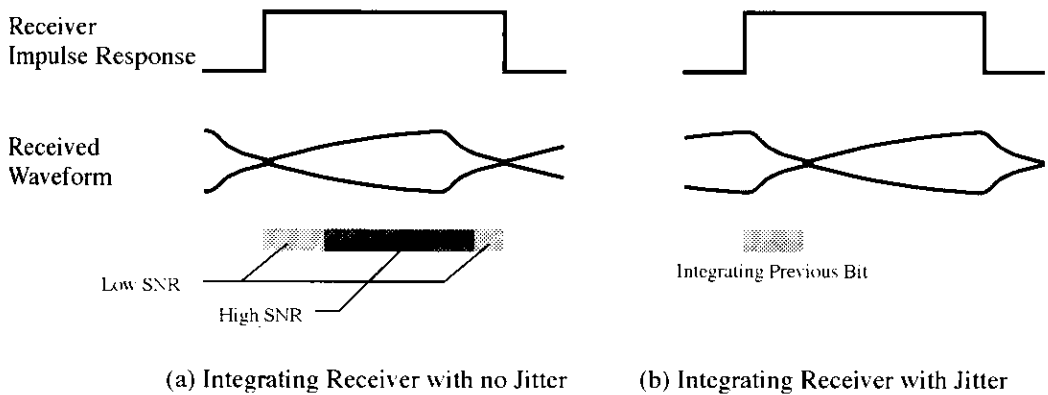 Receiver
Impulse Response
Received
Waveform
Low SNR
High SNR
Integrating Previous Bit
(a) Integrating Receiver with no Jitter
(b) Integrating Receiver with Jitter